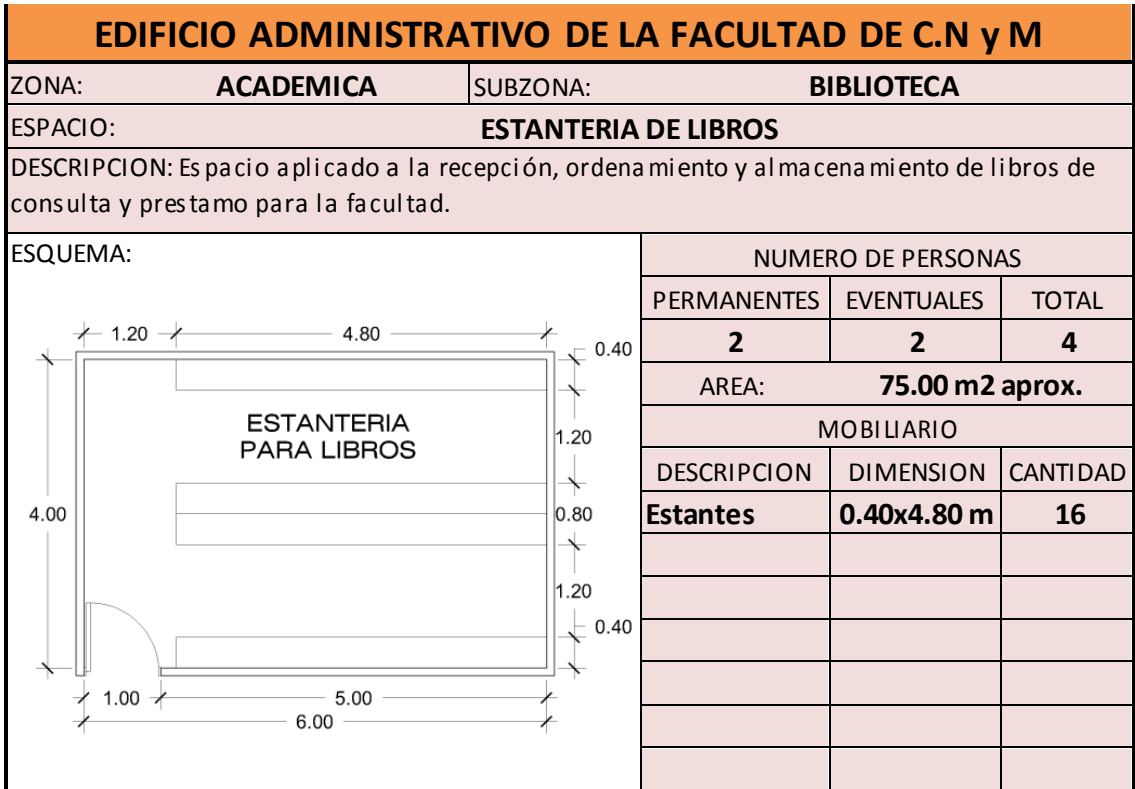 EDIFICIO ADMINISTRATIVO DE LA FACULTAD DE C.N y M
ZONA: ACADEMICA SUBZONA: BIBLIOTECA
ESPACIO: ESTANTERIA DE LIBROS
DESCRIPCION: Espacio aplicado a la recepción, ordenamiento y almacenamiento de libros de
consulta y prestamo para la facultad.
ESQUEMA:
1.20 4.80
0.40
ESTANTERIA
PARA LIBROS
1.20
4.00
0.80
1.20
0.40
1.00 5.00
6.00
NUMERO DE PERSONAS
PERMANENTES EVENTUALES TOTAL
2 2 4
AREA: 75.00 m2 aprox.
MOBILIARIO
DESCRIPCION DIMENSION CANTIDAD
Estantes 0.40x4.80 m 16